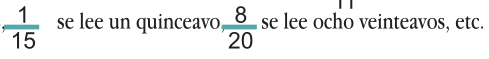 , 1/15 se lee un quinceavo, 8/20 se lee ocho veinteavos, etc.